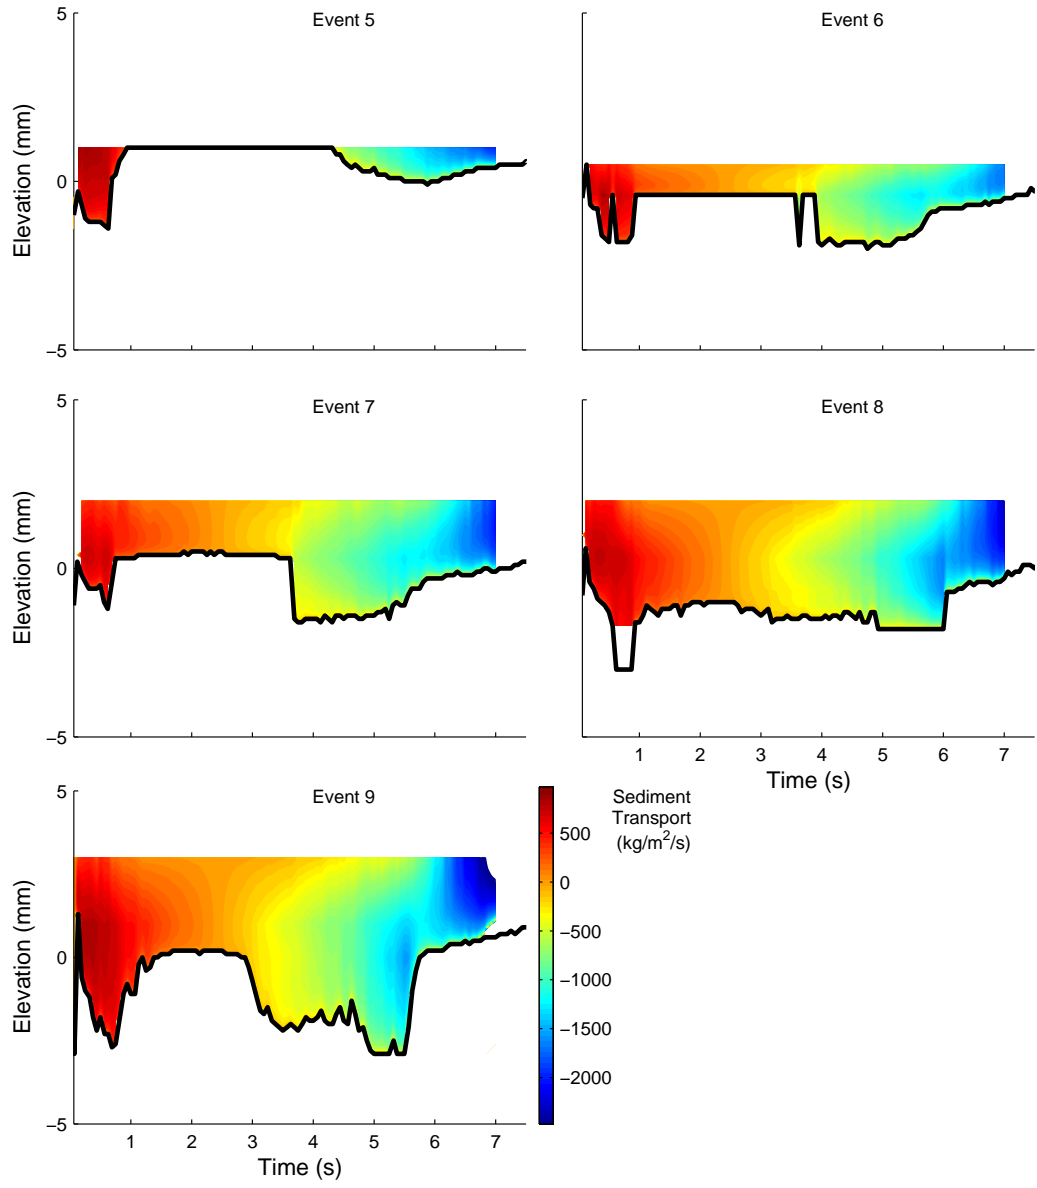 Event 5
Event 6
5
0
−5
Elevation (mm)
Event 7
Event 8
5
0
−5
Elevation (mm)
1 2 3 4 5 6 7
Time (s)
Event 9
5
0
−5
Elevation (mm)
1 2 3 4 5 6 7
Time (s)
Sediment
Transport
(kg/m²/s)
500
0
−500
−1000
−1500
−2000